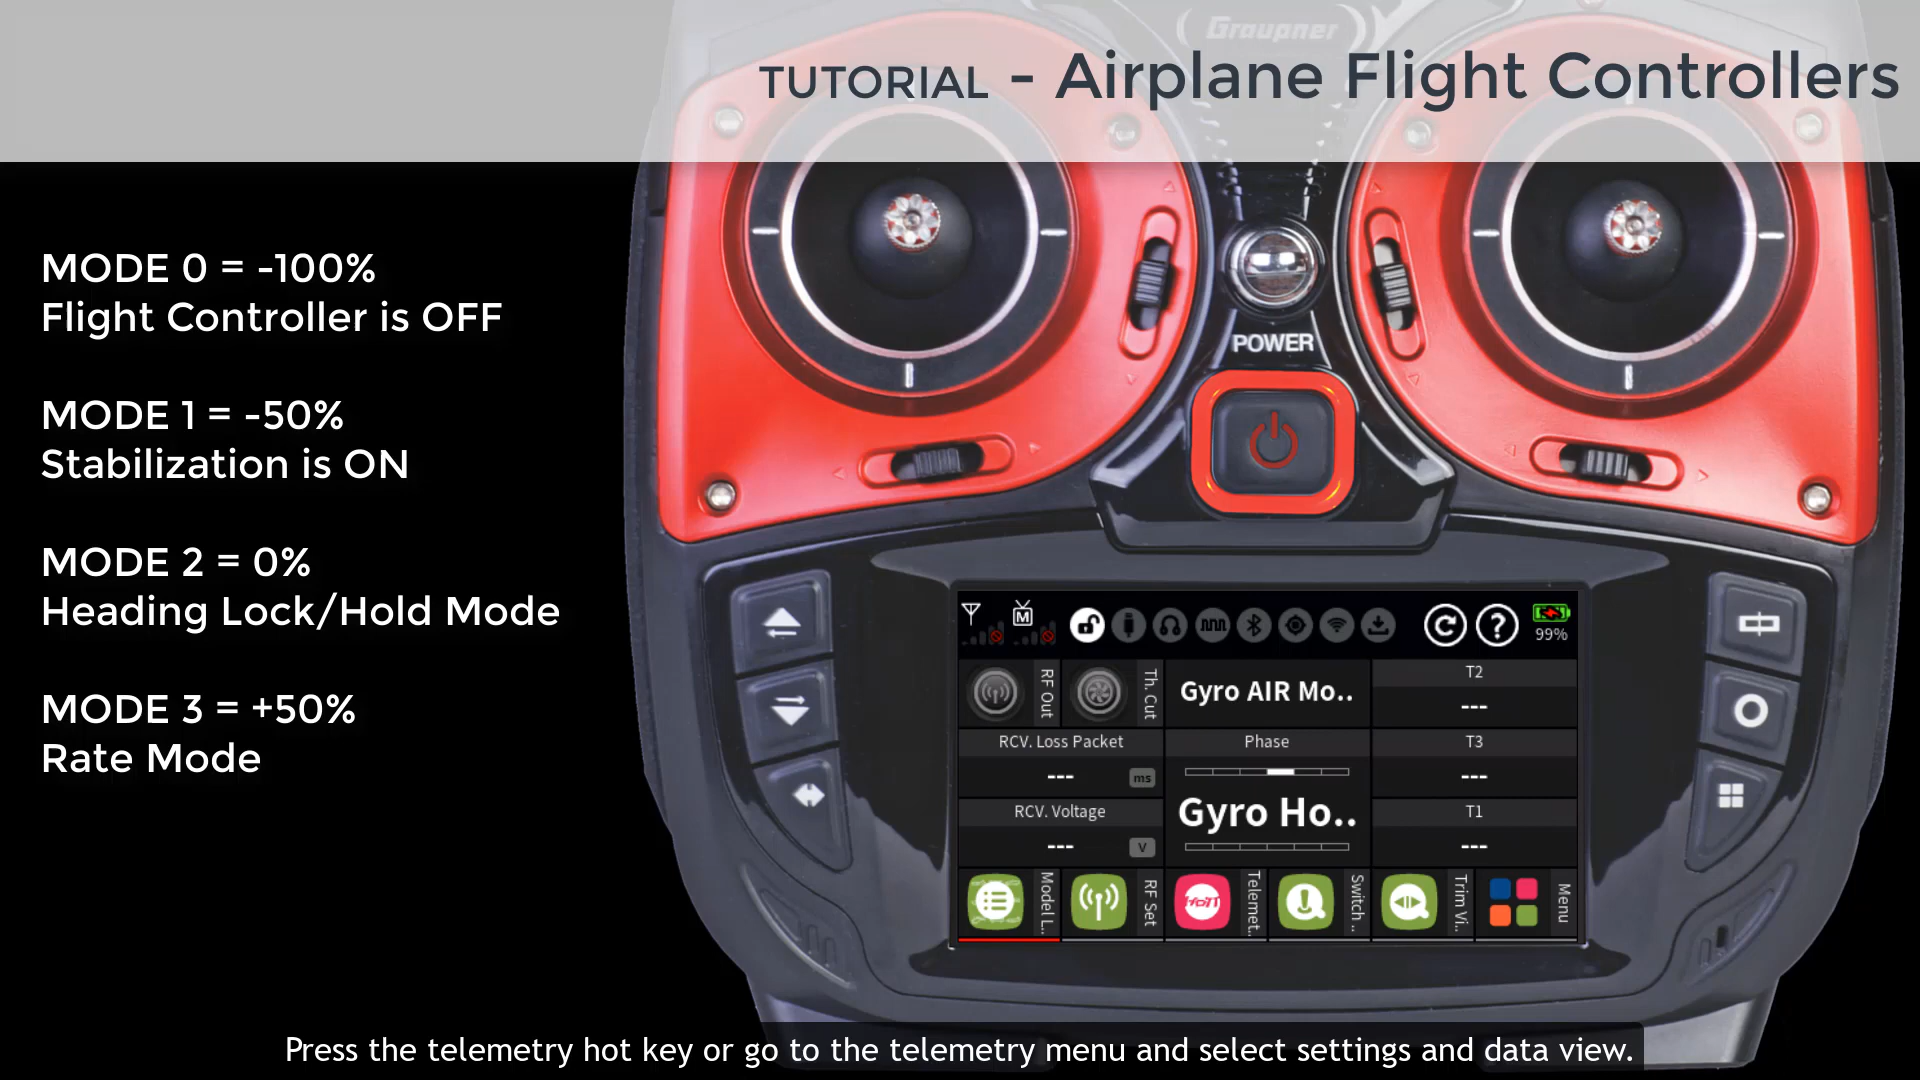 Graupner
TUTORIAL - Airplane Flight Controllers
MODE 0 = -100%
Flight Controller is OFF
MODE 1 = -50%
Stabilization is ON
MODE 2 = 0%
Heading Lock/Hold Mode
MODE 3 = +50%
Rate Mode
POWER
M
99%
RF Out
Th. Cut
Gyro AIR Mo..
T2
---
RCV. Loss Packet
Phase
T3
---
ms
---
RCV. Voltage
Gyro Ho..
T1
---
V
---
Model L..
RF Set
HoTT
Telemet..
Switch ..
Trim Vi..
Menu
Press the telemetry hot key or go to the telemetry menu and select settings and data view.